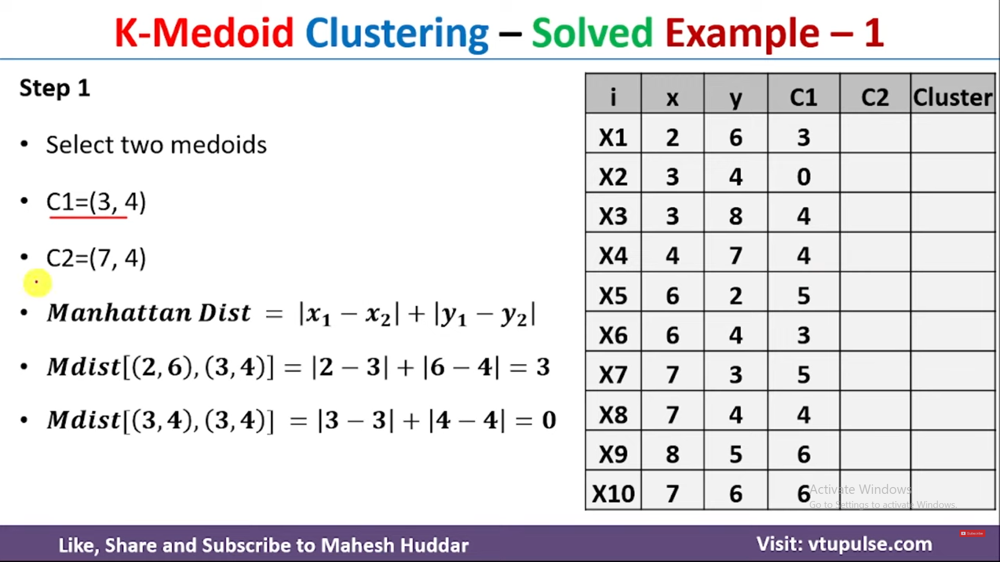 K-Medoid Clustering – Solved Example – 1
Step 1
• Select two medoids
• C1=(3, 4)
• C2=(7, 4)
• Manhattan Dist = |x₁ − x₂| + |y₁ − y₂|
• Mdist[(2, 6), (3, 4)] = |2 − 3| + |6 − 4| = 3
• Mdist[(3, 4), (3, 4)] = |3 − 3| + |4 − 4| = 0
i x y C1 C2 Cluster
X1 2 6 3
X2 3 4 0
X3 3 8 4
X4 4 7 4
X5 6 2 5
X6 6 4 3
X7 7 3 5
X8 7 4 4
X9 8 5 6
X10 7 6 6
Activate Windows
Go to Settings to activate Windows.
Subscribe
Like, Share and Subscribe to Mahesh Huddar
Visit: vtupulse.com